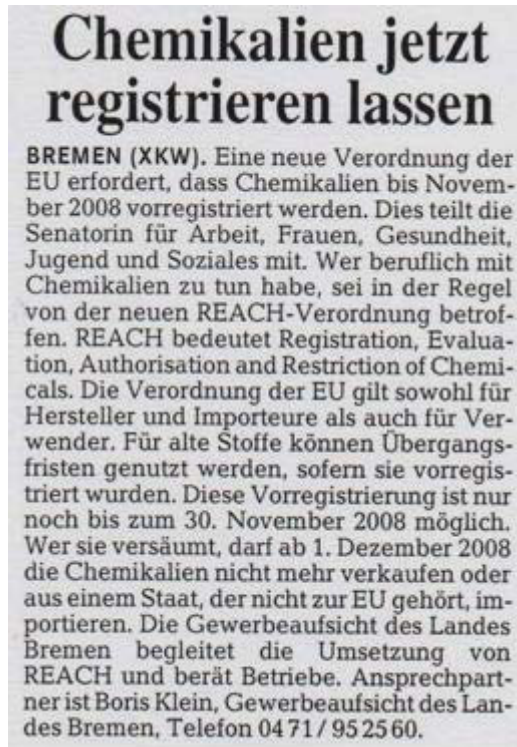 Chemikalien jetzt
registrieren lassen
BREMEN (XKW). Eine neue Verordnung der
EU erfordert, dass Chemikalien bis Novem-
ber 2008 vorregistriert werden. Dies teilt die
Senatorin für Arbeit, Frauen, Gesundheit,
Jugend und Soziales mit. Wer beruflich mit
Chemikalien zu tun habe, sei in der Regel
von der neuen REACH-Verordnung betrof-
fen. REACH bedeutet Registration, Evalua-
tion, Authorisation and Restriction of Chemi-
cals. Die Verordnung der EU gilt sowohl für
Hersteller und Importeure als auch für Ver-
wender. Für alte Stoffe können Übergangs-
fristen genutzt werden, sofern sie vorregis-
triert wurden. Diese Vorregistrierung ist nur
noch bis zum 30. November 2008 möglich.
Wer sie versäumt, darf ab 1. Dezember 2008
die Chemikalien nicht mehr verkaufen oder
aus einem Staat, der nicht zur EU gehört, im-
portieren. Die Gewerbeaufsicht des Landes
Bremen begleitet die Umsetzung von
REACH und berät Betriebe. Ansprechpart-
ner ist Boris Klein, Gewerbeaufsicht des Lan-
des Bremen, Telefon 04 71 / 95 25 60.